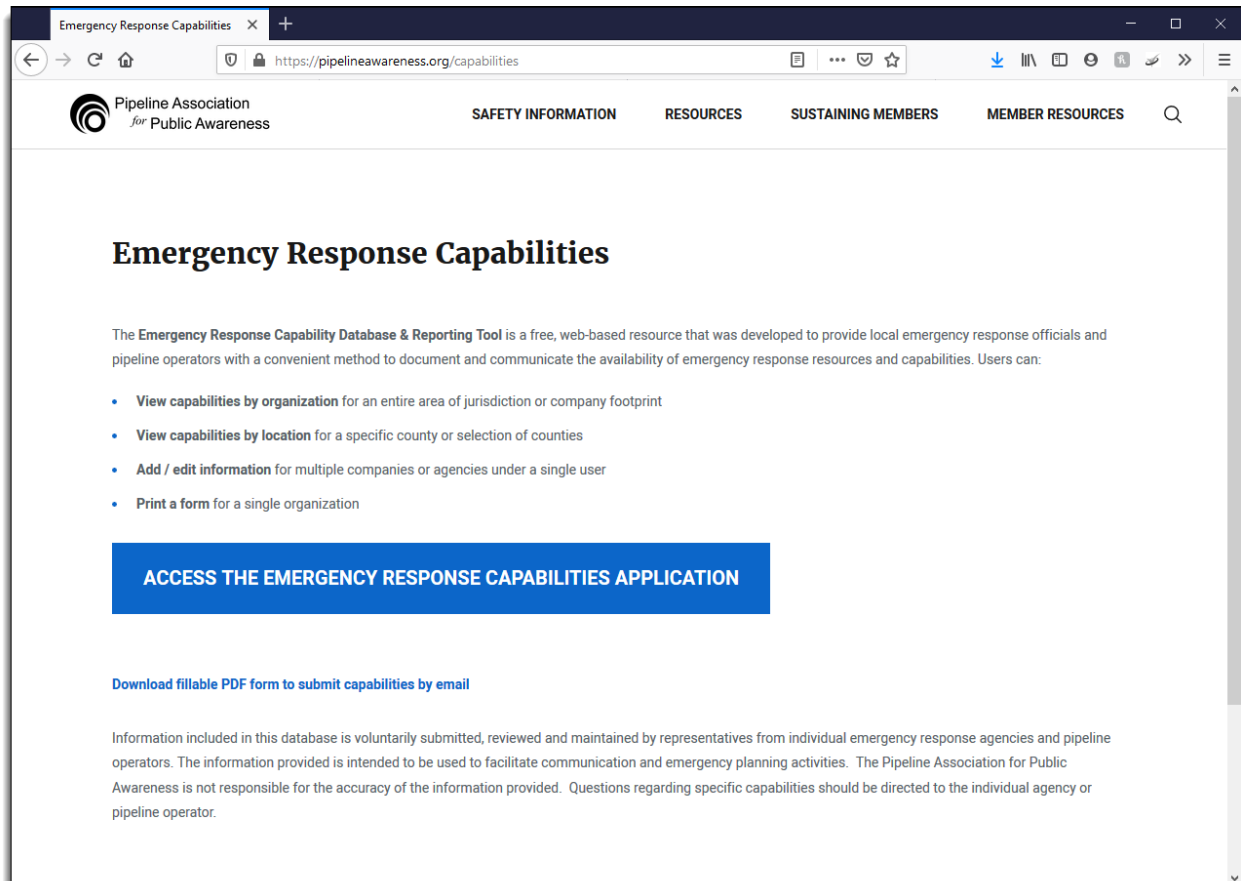 Emergency Response Capabilities
https://pipelineawareness.org/capabilities
Pipeline Association
for Public Awareness
SAFETY INFORMATION
RESOURCES
SUSTAINING MEMBERS
MEMBER RESOURCES
Emergency Response Capabilities
The Emergency Response Capability Database & Reporting Tool is a free, web-based resource that was developed to provide local emergency response officials and
pipeline operators with a convenient method to document and communicate the availability of emergency response resources and capabilities. Users can:
• View capabilities by organization for an entire area of jurisdiction or company footprint
• View capabilities by location for a specific county or selection of counties
• Add / edit information for multiple companies or agencies under a single user
• Print a form for a single organization
ACCESS THE EMERGENCY RESPONSE CAPABILITIES APPLICATION
Download fillable PDF form to submit capabilities by email
Information included in this database is voluntarily submitted, reviewed and maintained by representatives from individual emergency response agencies and pipeline
operators. The information provided is intended to be used to facilitate communication and emergency planning activities. The Pipeline Association for Public
Awareness is not responsible for the accuracy of the information provided. Questions regarding specific capabilities should be directed to the individual agency or
pipeline operator.